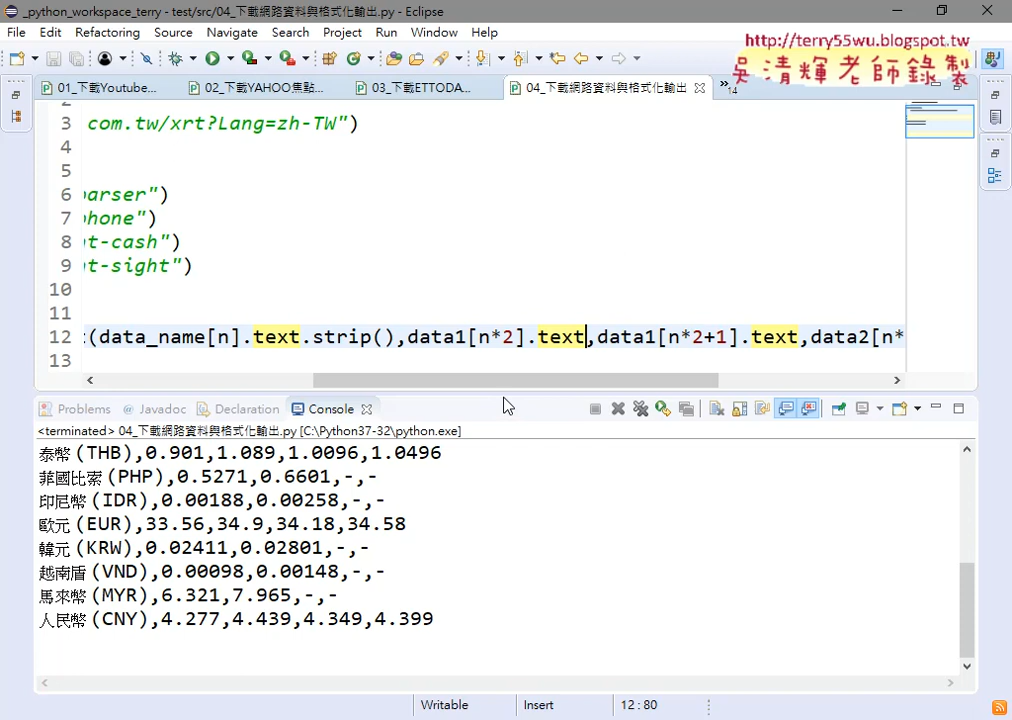 _python_workspace_terry - test/src/04_下載網路資料與格式化輸出.py - Eclipse
File Edit Refactoring Source Navigate Search Project Run Window Help
http://terry55wu.blogspot.tw
吳清輝老師錄製
01_下載Youtube... 02_下載YAHOO焦點... 03_下載ETTODA... 04_下載網路資料與格式化輸出 14
2
3 com.tw/xrt?Lang=zh-TW")
4
5
6 parser")
7 phone")
8 nt-cash")
9 nt-sight")
10
11
12 t(data_name[n].text.strip(),data1[n*2].text,data1[n*2+1].text,data2[n*
13
Problems @ Javadoc Declaration Console
<terminated> 04_下載網路資料與格式化輸出.py [C:\Python37-32\python.exe]
泰幣(THB),0.901,1.089,1.0096,1.0496
菲國比索(PHP),0.5271,0.6601,-,-
印尼幣(IDR),0.00188,0.00258,-,-
歐元(EUR),33.56,34.9,34.18,34.58
韓元(KRW),0.02411,0.02801,-,-
越南盾(VND),0.00098,0.00148,-,-
馬來幣(MYR),6.321,7.965,-,-
人民幣(CNY),4.277,4.439,4.349,4.399
Writable Insert 12:80